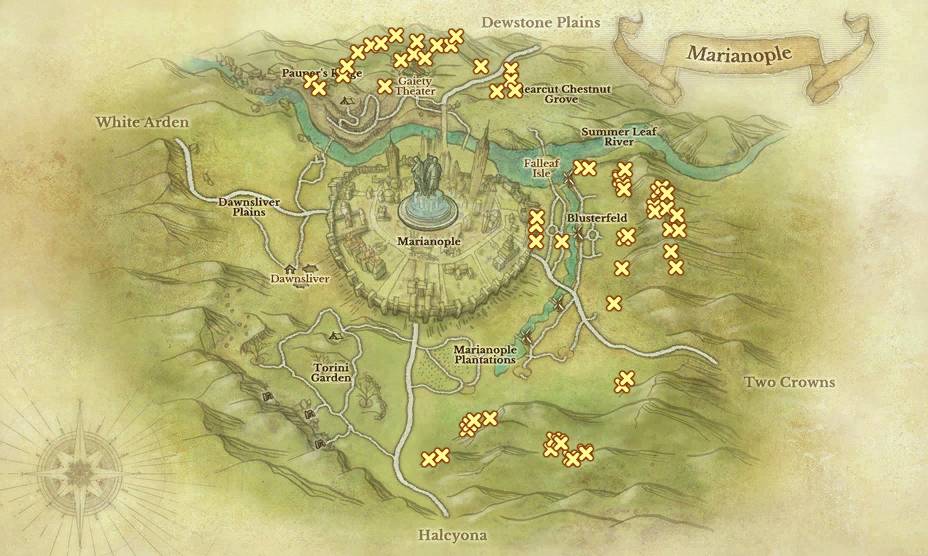 Dewstone Plains
Marianople
Pauper's Ridge
Gaiety
Theater
earcut Chestnut
Grove
White Arden
Summer Leaf
River
Falleaf
Isle
Dawnsliver
Plains
Blusterfeld
Marianople
Dawnsliver
Marianople
Plantations
Torini
Garden
Two Crowns
Halcyona